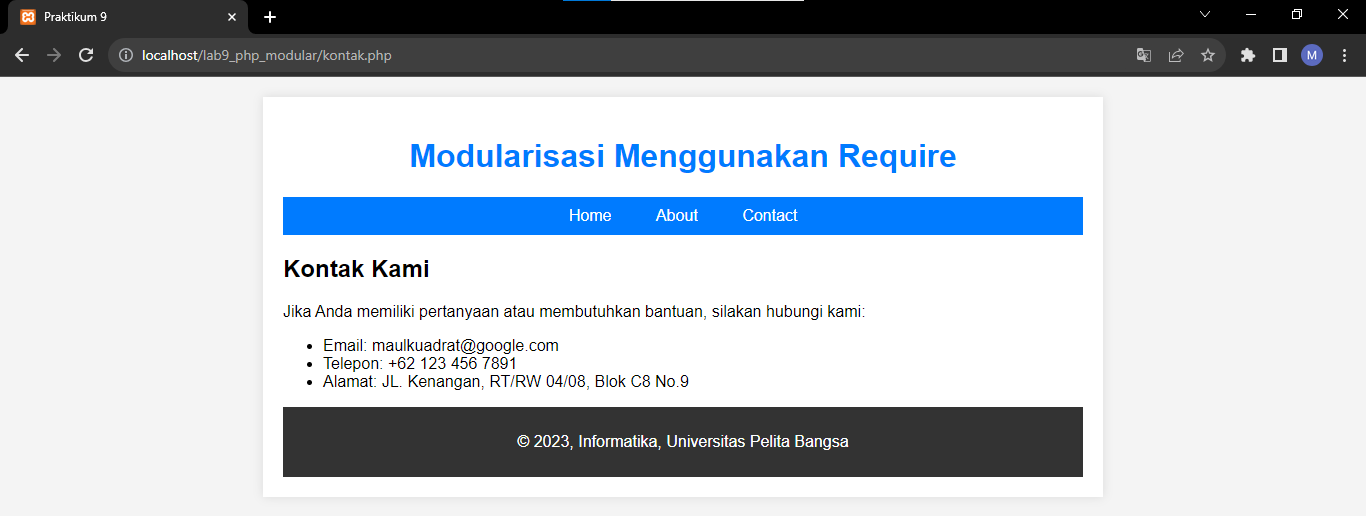 Praktikum 9
localhost/lab9_php_modular/kontak.php
M
Modularisasi Menggunakan Require
Home About Contact
Kontak Kami
Jika Anda memiliki pertanyaan atau membutuhkan bantuan, silakan hubungi kami:
• Email: maulkuadrat@google.com
• Telepon: +62 123 456 7891
• Alamat: JL. Kenangan, RT/RW 04/08, Blok C8 No.9
© 2023, Informatika, Universitas Pelita Bangsa